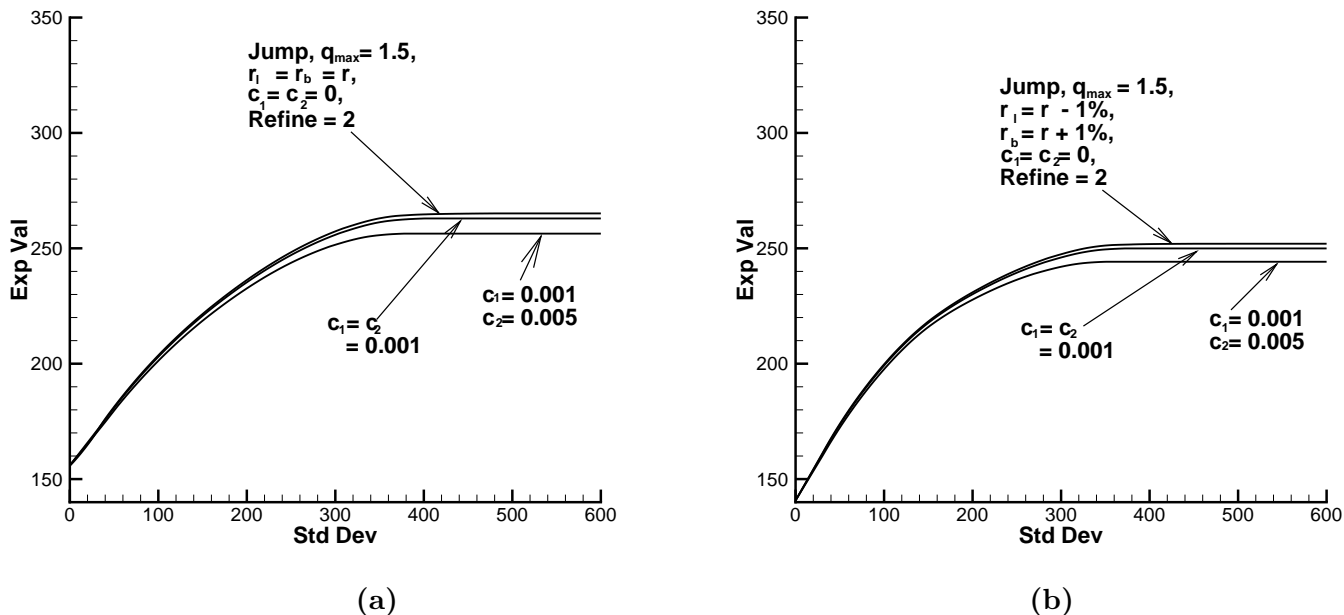 350
300
250
200
150
Exp Val
0 100 200 300 400 500 600
Std Dev
Jump, qmax= 1.5,
rl = rb = r,
c1= c2= 0,
Refine = 2
c1= c2
= 0.001
c1= 0.001
c2= 0.005
(a)
350
300
250
200
150
Exp Val
0 100 200 300 400 500 600
Std Dev
Jump, qmax = 1.5,
rl = r - 1%,
rb = r + 1%,
c1= c2= 0,
Refine = 2
c1= c2
= 0.001
c1= 0.001
c2= 0.005
(b)